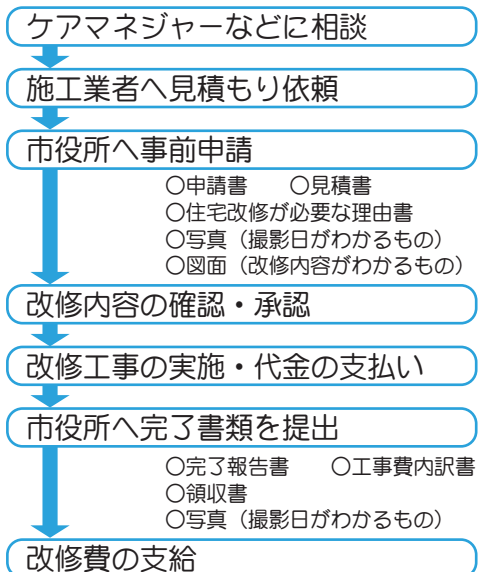 ケアマネジャーなどに相談
施工業者へ見積もり依頼
市役所へ事前申請
○申請書　○見積書
○住宅改修が必要な理由書
○写真（撮影日がわかるもの）
○図面（改修内容がわかるもの）
改修内容の確認・承認
改修工事の実施・代金の支払い
市役所へ完了書類を提出
○完了報告書　○工事費内訳書
○領収書
○写真（撮影日がわかるもの）
改修費の支給